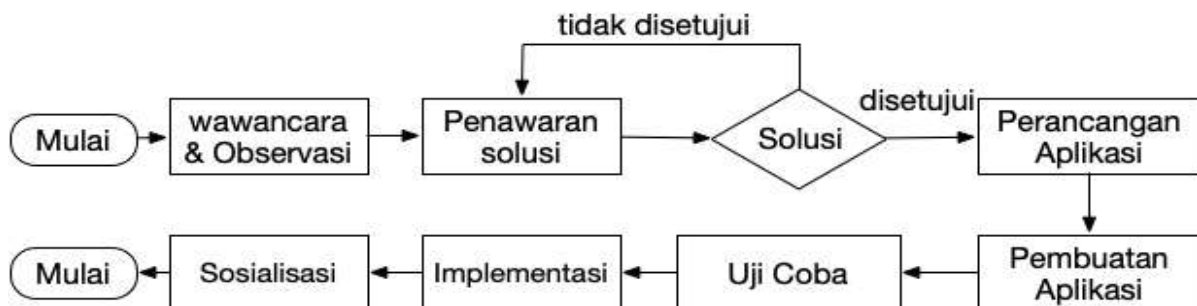 tidak disetujui
Mulai
wawancara
& Observasi
Penawaran
solusi
Solusi
disetujui
Perancangan
Aplikasi
Mulai
Sosialisasi
Implementasi
Uji Coba
Pembuatan
Aplikasi